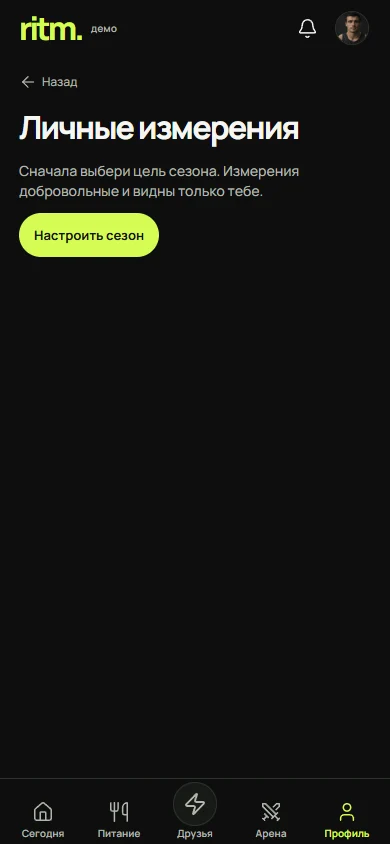 ritm. демо
Назад
Личные измерения
Сначала выбери цель сезона. Измерения
добровольные и видны только тебе.
Настроить сезон
Сегодня Питание Друзья Арена Профиль